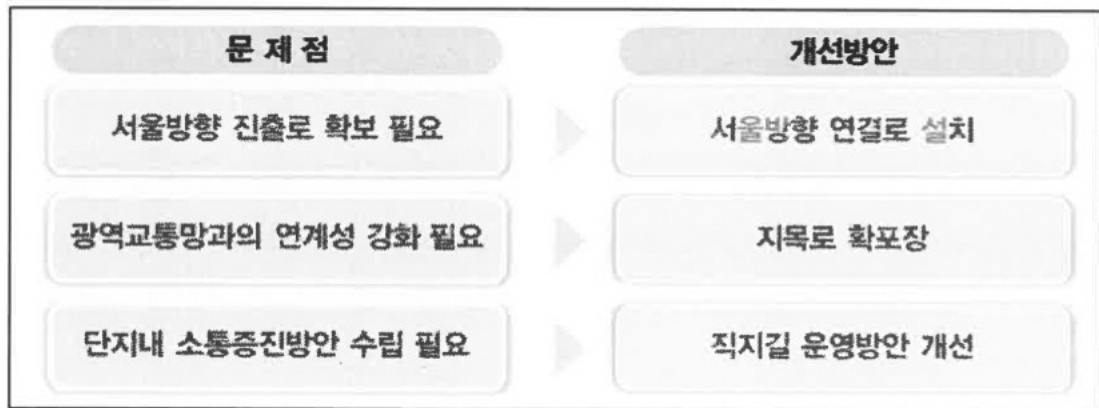 문 제 점
개선방안
서울방향 진출로 확보 필요
서울방향 연결로 설치
광역교통망과의 연계성 강화 필요
지목로 확포장
단지내 소통증진방안 수립 필요
직지길 운영방안 개선